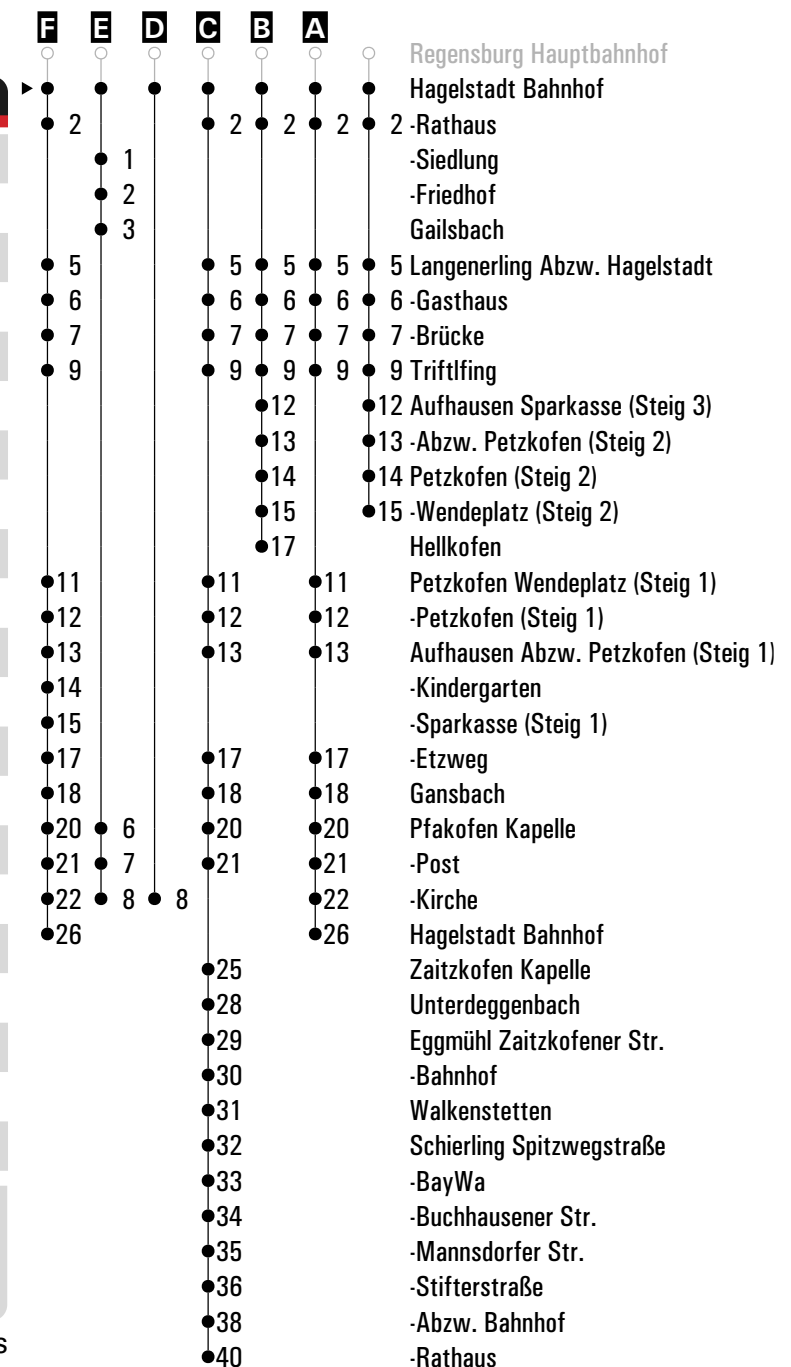 F E D C B A
Regensburg Hauptbahnhof
Hagelstadt Bahnhof
2 2 2 2 2 -Rathaus
1 -Siedlung
2 -Friedhof
3 Gailsbach
5 5 5 5 5 Langenerling Abzw. Hagelstadt
6 6 6 6 6 -Gasthaus
7 7 7 7 7 -Brücke
9 9 9 9 9 Triftlfing
12 12 Aufhausen Sparkasse (Steig 3)
13 13 -Abzw. Petzkofen (Steig 2)
14 14 Petzkofen (Steig 2)
15 15 -Wendeplatz (Steig 2)
17 Hellkofen
11 11 11 Petzkofen Wendeplatz (Steig 1)
12 12 12 -Petzkofen (Steig 1)
13 13 13 Aufhausen Abzw. Petzkofen (Steig 1)
14 -Kindergarten
15 -Sparkasse (Steig 1)
17 17 17 -Etzweg
18 18 18 Gansbach
20 6 20 20 Pfakofen Kapelle
21 7 21 21 -Post
22 8 8 22 -Kirche
26 26 Hagelstadt Bahnhof
25 Zaitzkofen Kapelle
28 Unterdeggenbach
29 Eggmühl Zaitzkofener Str.
30 -Bahnhof
31 Walkenstetten
32 Schierling Spitzwegstraße
33 -BayWa
34 -Buchhausener Str.
35 -Mannsdorfer Str.
36 -Stifterstraße
38 -Abzw. Bahnhof
s 40 -Rathaus